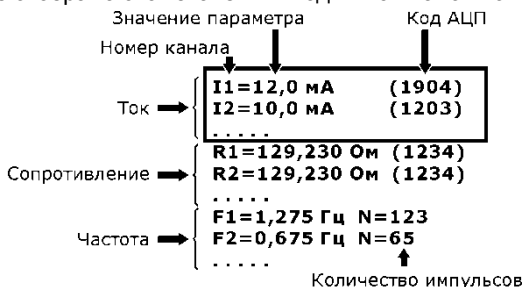 Значение параметра
Код АЦП
Номер канала
I1=12,0 мА (1904)
Ток
I2=10,0 мА (1203)
. . . . .
R1=129,230 Ом (1234)
Сопротивление
R2=129,230 Ом (1234)
. . . . .
F1=1,275 Гц N=123
Частота
F2=0,675 Гц N=65
. . . . .
Количество импульсов